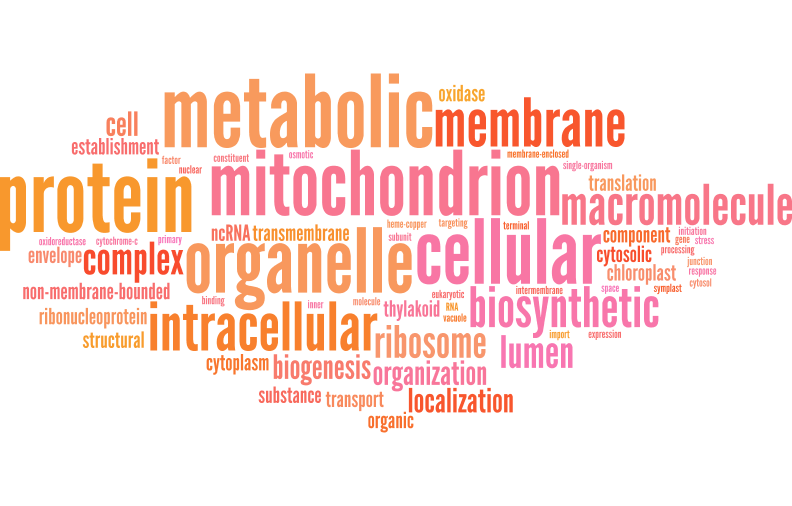 metabolic
oxidase
membrane
cell
establishment
factor
nuclear
constituent
osmotic
membrane-enclosed
single-organism
protein
mitochondrion
translation
macromolecule
oxidoreductase
cytochrome-c
primary
ncRNA
transmembrane
heme-copper
targeting
terminal
subunit
component
initiation
gene
stress
processing
envelope
complex
organelle
cellular
cytosolic
junction
chloroplast
response
cytosol
non-membrane-bounded
binding
inner
molecule
eukaryotic
intermembrane
space
symplast
thylakoid
RNA
vacuole
biosynthetic
ribonucleoprotein
intracellular
structural
ribosome
import
expression
lumen
cytoplasm
biogenesis
organization
substance
transport
localization
organic